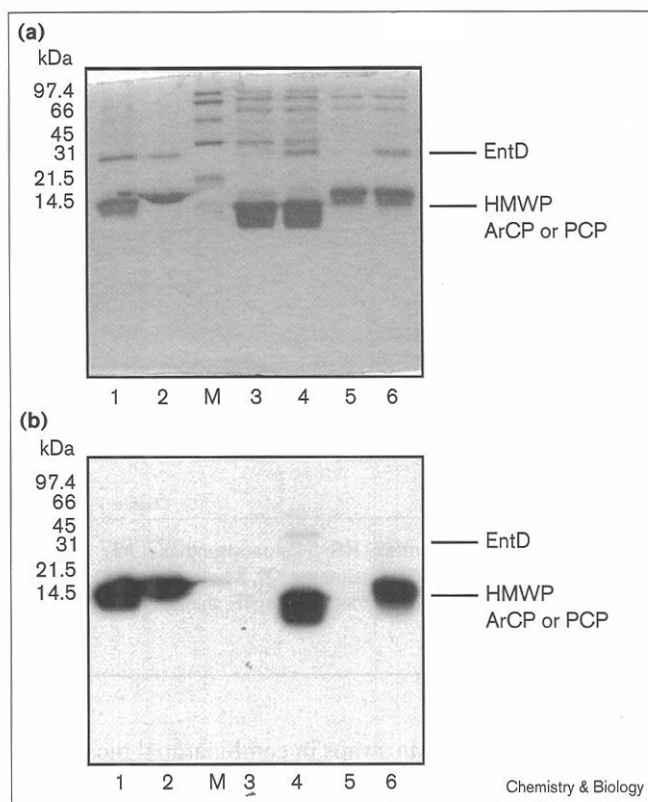 (a)
kDa
97.4
66
45
31
21.5
14.5
EntD
HMWP
ArCP or PCP
1 2 M 3 4 5 6
(b)
kDa
97.4
66
45
31
21.5
14.5
EntD
HMWP
ArCP or PCP
1 2 M 3 4 5 6
Chemistry & Biology